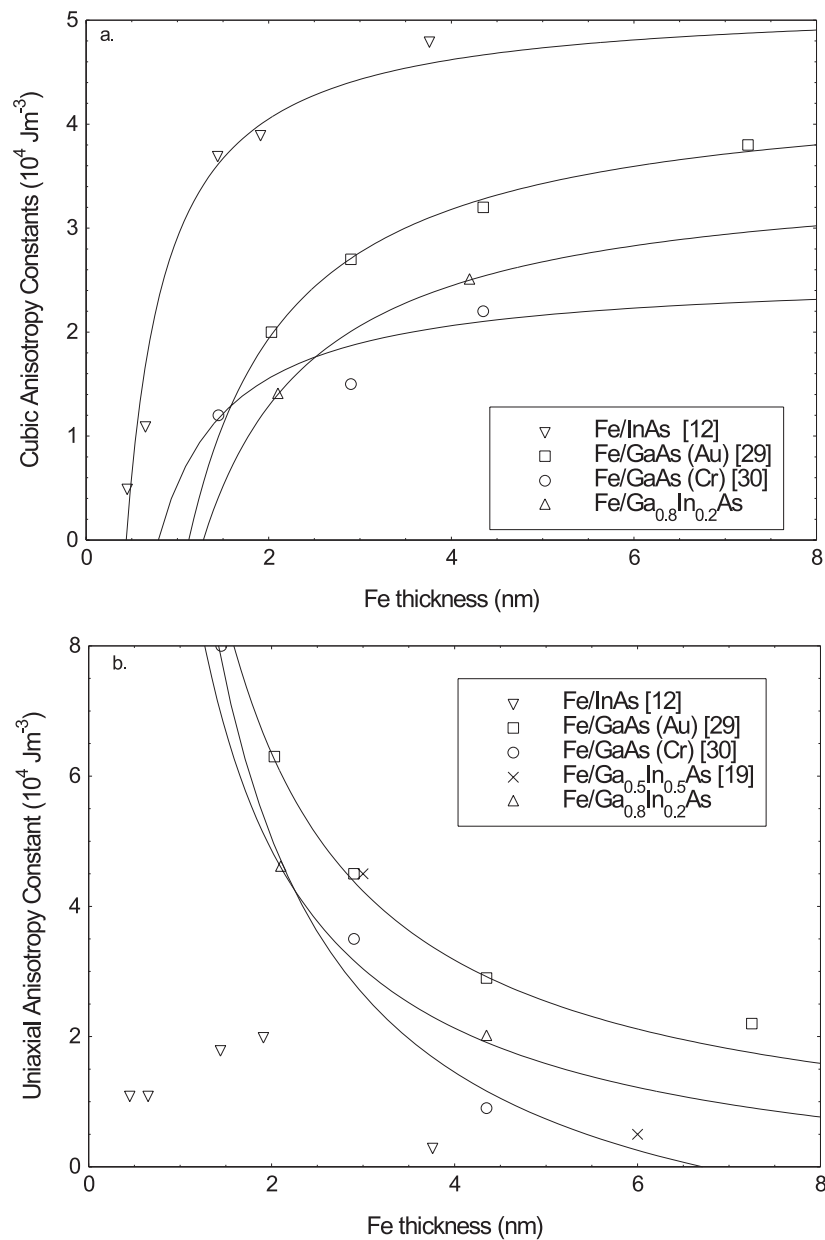 a.
5
4
3
2
1
0
Cubic Anisotropy Constants (10⁴ Jm⁻³)
Fe/InAs [12]
Fe/GaAs (Au) [29]
Fe/GaAs (Cr) [30]
Fe/Ga₀.₈In₀.₂As
0 2 4 6 8
Fe thickness (nm)
b.
8
6
4
2
0
Uniaxial Anisotropy Constant (10⁴ Jm⁻³)
Fe/InAs [12]
Fe/GaAs (Au) [29]
Fe/GaAs (Cr) [30]
Fe/Ga₀.₅In₀.₅As [19]
Fe/Ga₀.₈In₀.₂As
0 2 4 6 8
Fe thickness (nm)